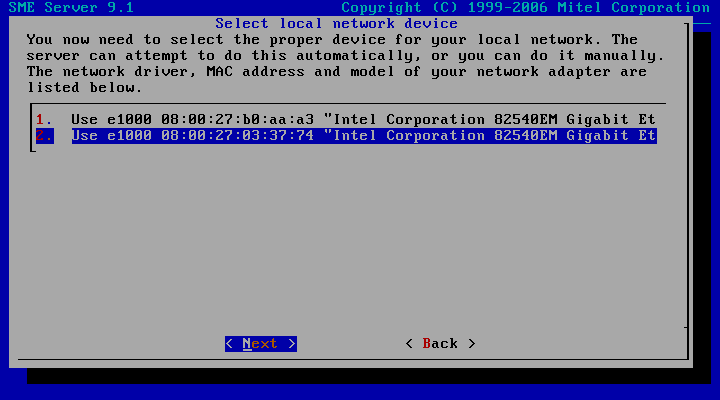 SME Server 9.1 Copyright (C) 1999-2006 Mitel Corporation
Select local network device
You now need to select the proper device for your local network. The
server can attempt to do this automatically, or you can do it manually.
The network driver, MAC address and model of your network adapter are
listed below.
1. Use e1000 08:00:27:b0:aa:a3 "Intel Corporation 82540EM Gigabit Et
2. Use e1000 08:00:27:03:37:74 "Intel Corporation 82540EM Gigabit Et
< Next > < Back >